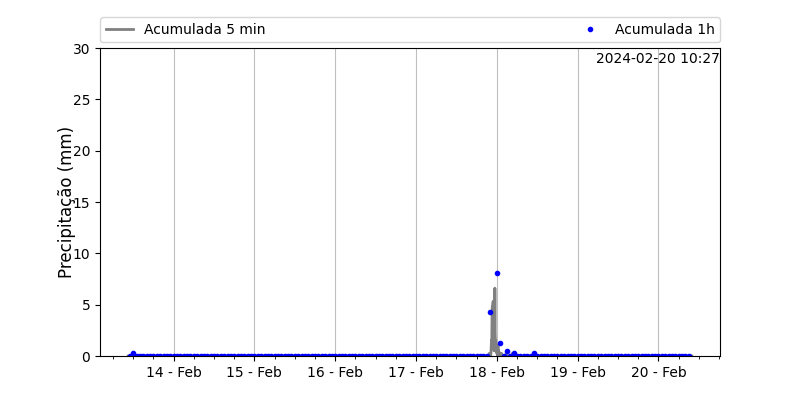 Acumulada 5 min
Acumulada 1h
2024-02-20 10:27
Precipitação (mm)
30
25
20
15
10
5
0
14 - Feb
15 - Feb
16 - Feb
17 - Feb
18 - Feb
19 - Feb
20 - Feb